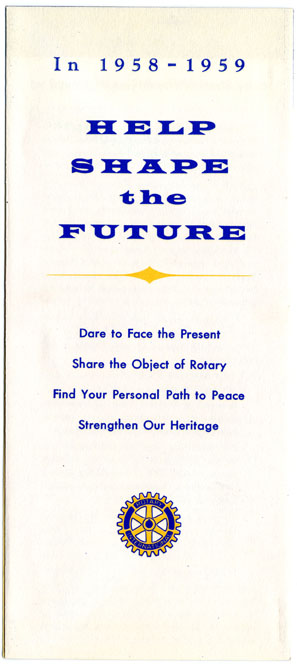 In 1958-1959
HELP
SHAPE
the
FUTURE
Dare to Face the Present
Share the Object of Rotary
Find Your Personal Path to Peace
Strengthen Our Heritage
ROTARY
INTERNATIONAL